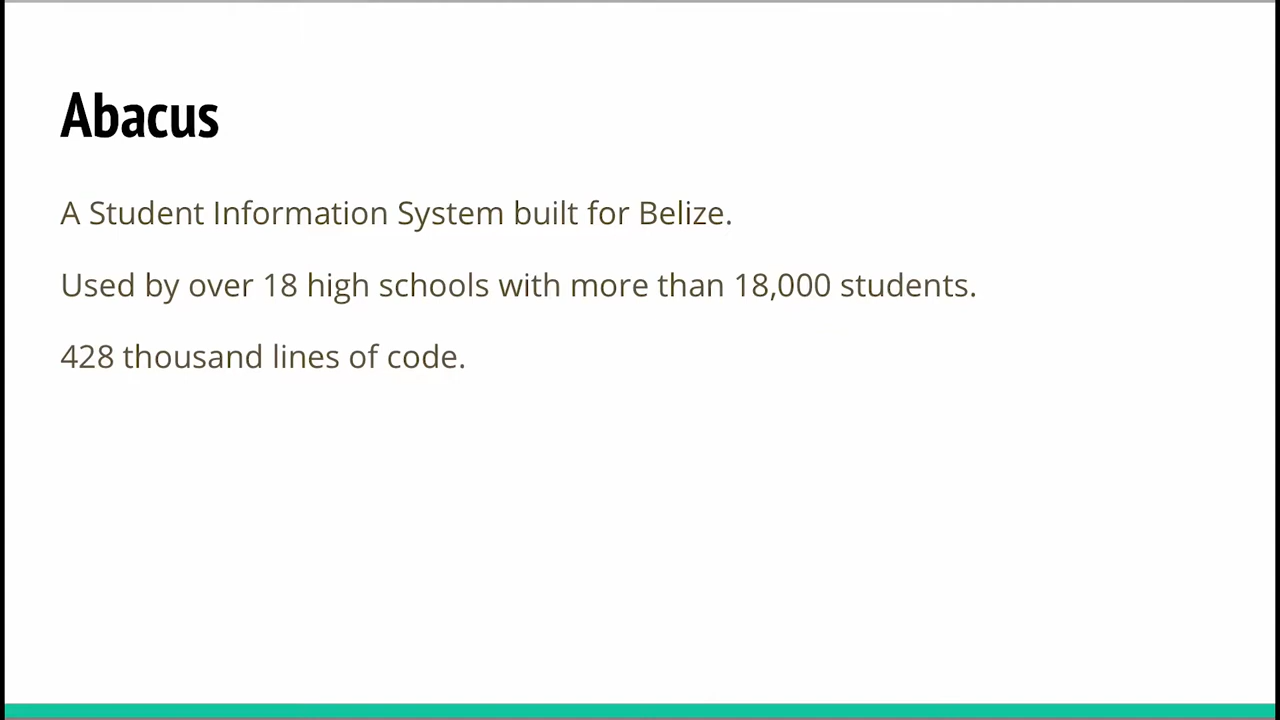 Abacus
A Student Information System built for Belize.
Used by over 18 high schools with more than 18,000 students.
428 thousand lines of code.